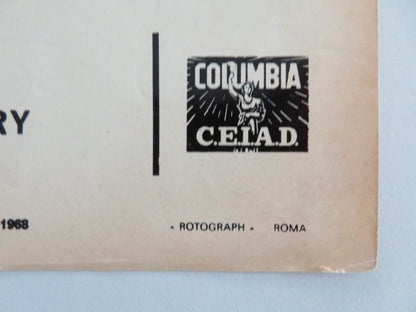 COLUMBIA
C.E.I.A.D.
RY
1968
• ROTOGRAPH • ROMA